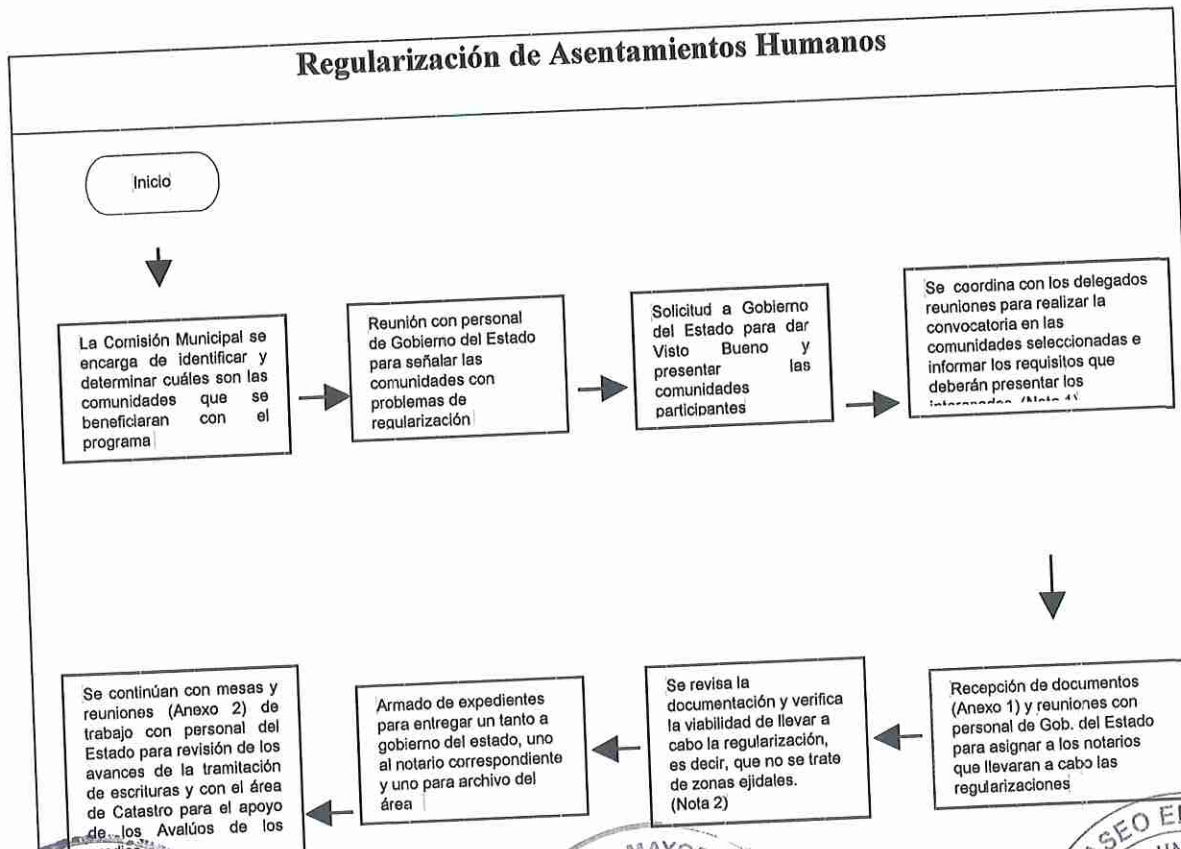 Regularización de Asentamientos Humanos
Inicio
La Comisión Municipal se
encarga de identificar y
determinar cuáles son las
comunidades que se
beneficiaran con el
programa
Reunión con personal
de Gobierno del Estado
para señalar las
comunidades con
problemas de
regularización
Solicitud a Gobierno
del Estado para dar
Visto Bueno y
presentar las
comunidades
participantes
Se coordina con los delegados
reuniones para realizar la
convocatoria en las
comunidades seleccionadas e
informar los requisitos que
deberán presentar los
interesados (Nota 1)
Recepción de documentos
(Anexo 1) y reuniones con
personal de Gob. del Estado
para asignar a los notarios
que llevaran a cabo las
regularizaciones
Se revisa la
documentación y verifica
la viabilidad de llevar a
cabo la regularización,
es decir, que no se trate
de zonas ejidales.
(Nota 2)
Armado de expedientes
para entregar un tanto a
gobierno del estado, uno
al notario correspondiente
y uno para archivo del
área
Se continúan con mesas y
reuniones (Anexo 2) de
trabajo con personal del
Estado para revisión de los
avances de la tramitación
de escrituras y con el área
de Catastro para el apoyo
de los Avalúos de los